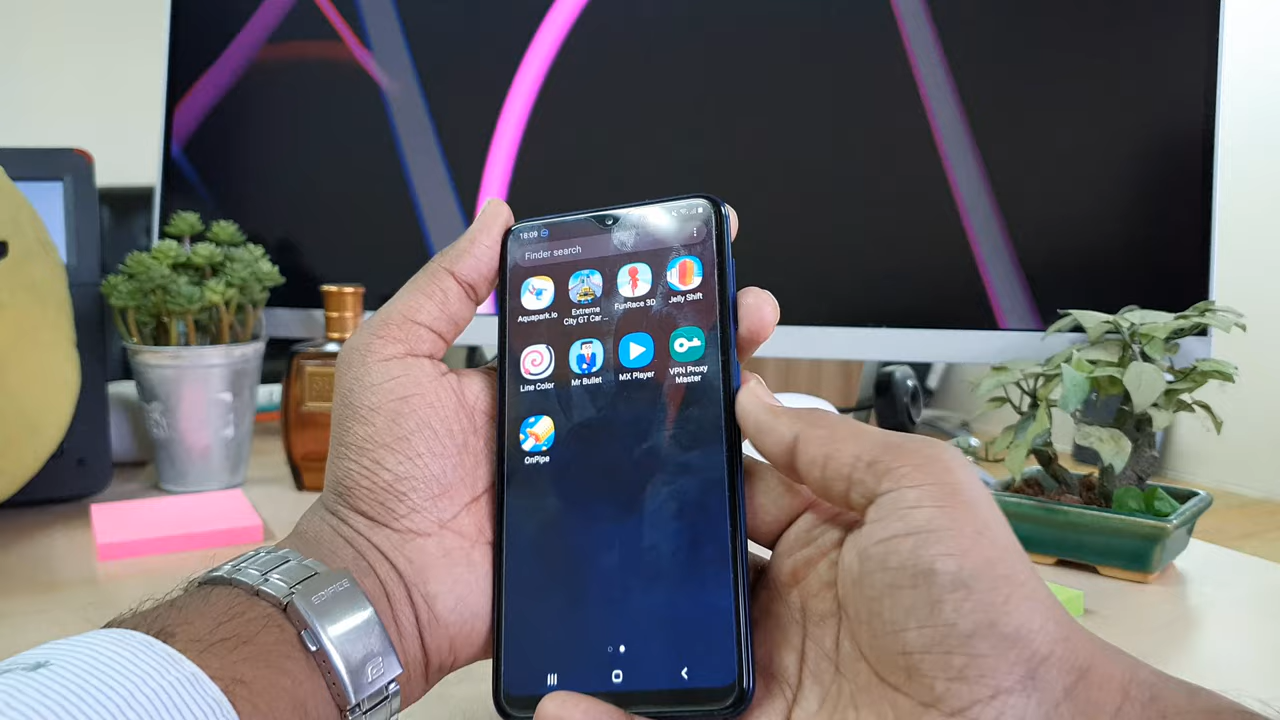 18:09
Finder search
Aquapark.io
Extreme
City GT Car ...
FunRace 3D
Jelly Shift
Line Color
Mr Bullet
MX Player
VPN Proxy
Master
OnPipe
EDIFICE